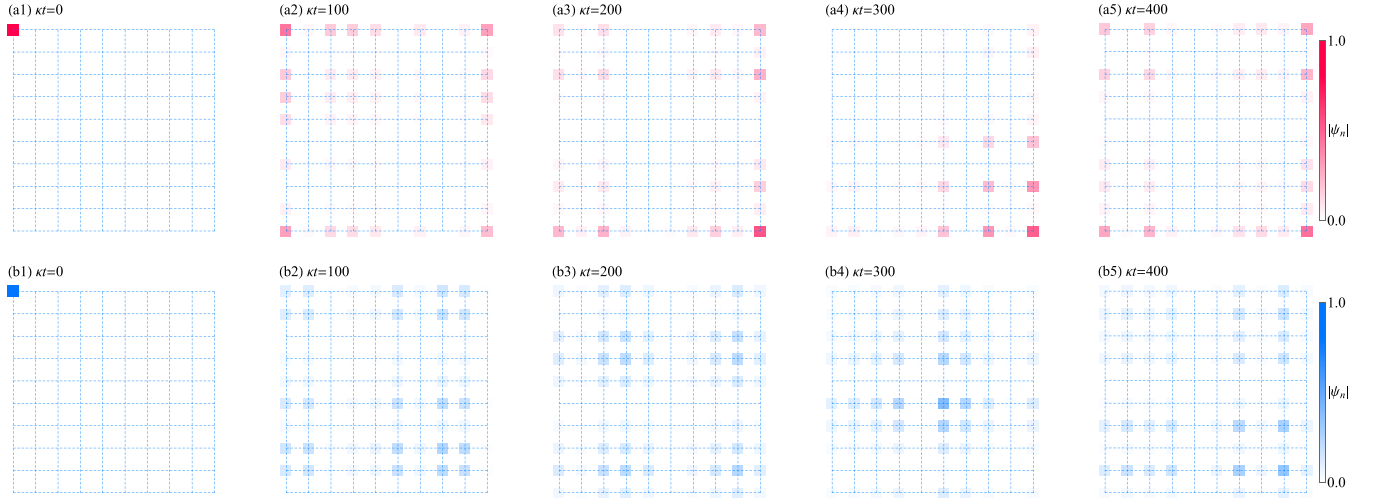 (a1) κt=0
(a2) κt=100
(a3) κt=200
(a4) κt=300
(a5) κt=400
1.0
|ψn|
0.0
(b1) κt=0
(b2) κt=100
(b3) κt=200
(b4) κt=300
(b5) κt=400
1.0
|ψn|
0.0